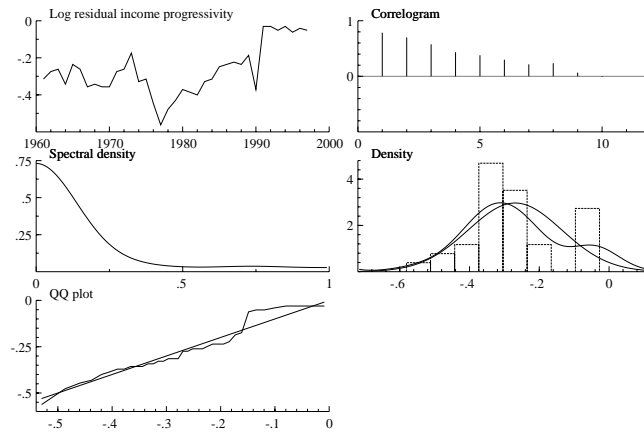 Log residual income progressivity
0
-.2
-.4
1960 1970 1980 1990 2000
Correlogram
1
0
0 5 10
Spectral density
.75
.5
.25
0 .5 1
Density
4
2
-.6 -.4 -.2 0
QQ plot
0
-.25
-.5
-.5 -.4 -.3 -.2 -.1 0